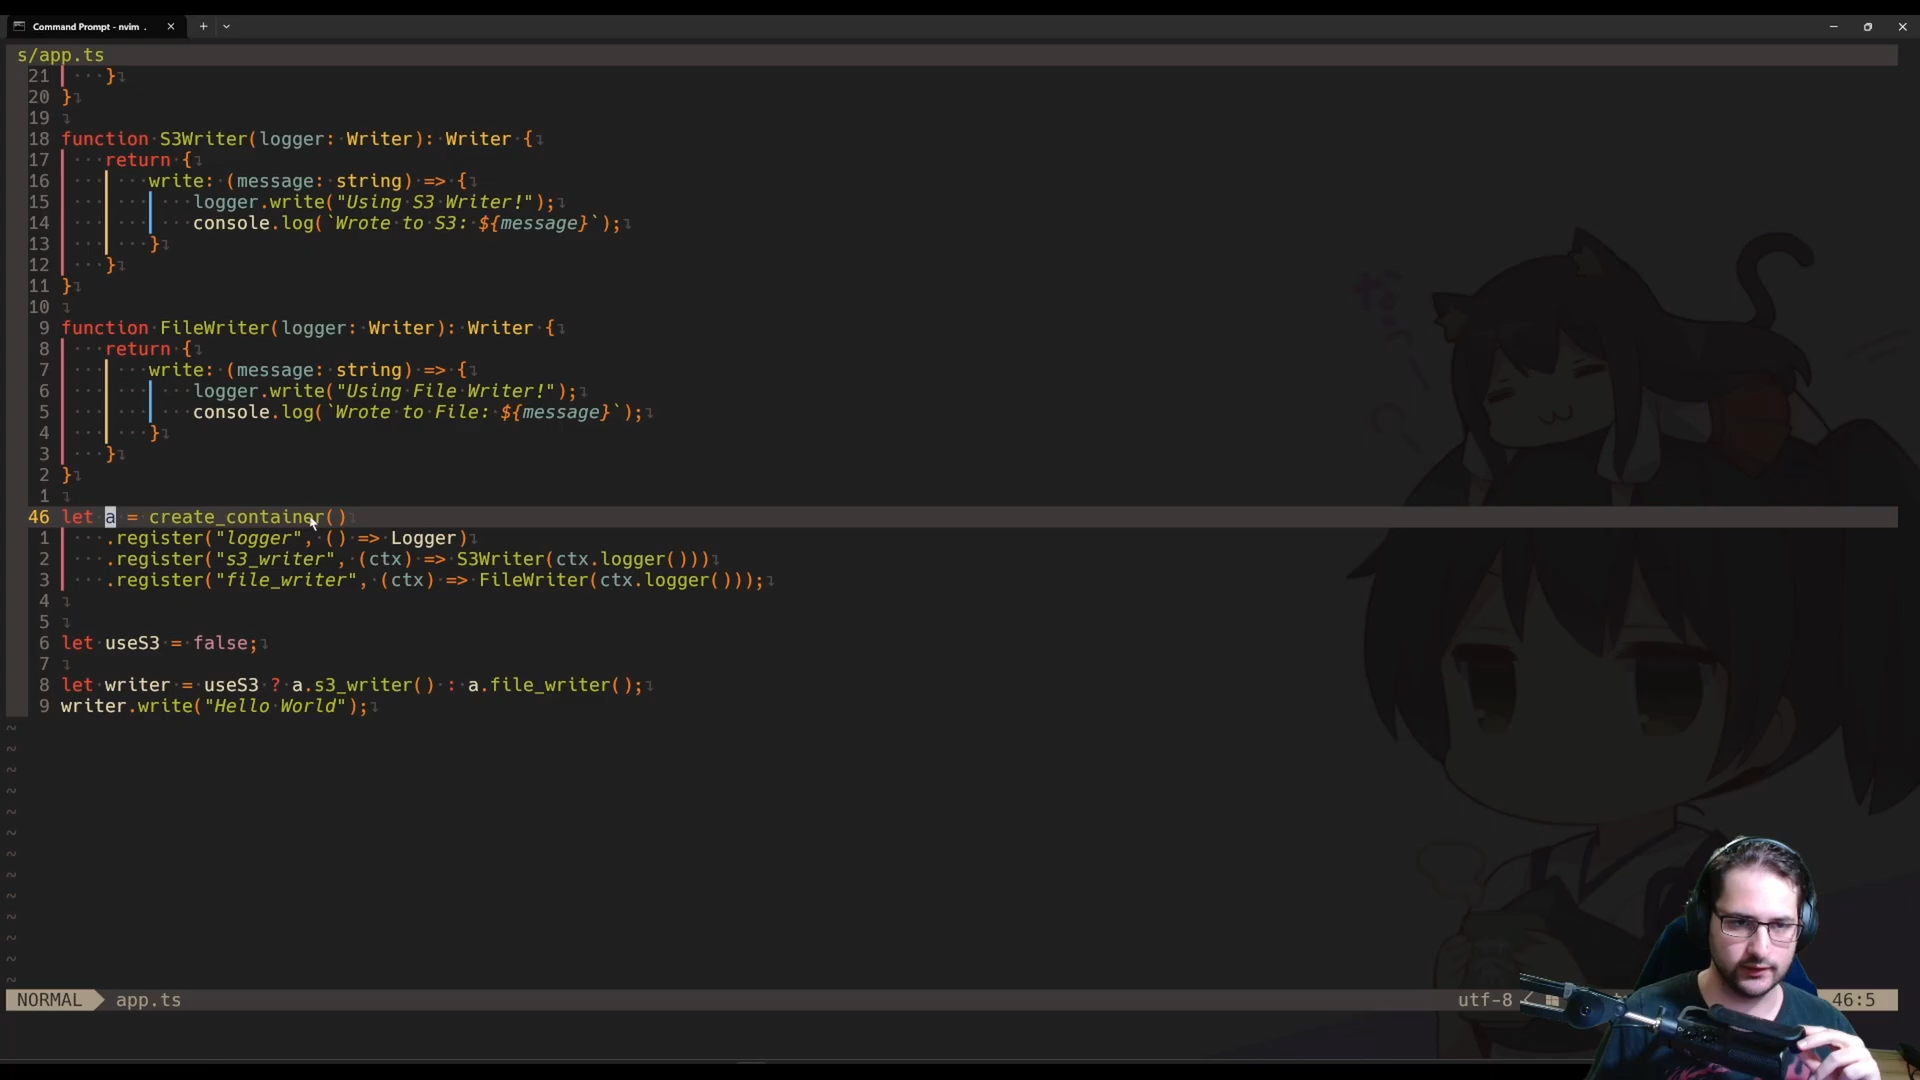 Command Prompt - nvim .
s/app.ts
21 }
20 }
19
18 function S3Writer(logger: Writer): Writer {
17 return {
16 write: (message: string) => {
15 logger.write("Using S3 Writer!");
14 console.log(`Wrote to S3: ${message}`);
13 }
12 }
11 }
10
9 function FileWriter(logger: Writer): Writer {
8 return {
7 write: (message: string) => {
6 logger.write("Using File Writer!");
5 console.log(`Wrote to File: ${message}`);
4 }
3 }
2 }
1
46 let a = create_container()
1 .register("logger", () => Logger)
2 .register("s3_writer", (ctx) => S3Writer(ctx.logger()))
3 .register("file_writer", (ctx) => FileWriter(ctx.logger()));
4
5
6 let useS3 = false;
7
8 let writer = useS3 ? a.s3_writer() : a.file_writer();
9 writer.write("Hello World");
NORMAL app.ts utf-8 46:5